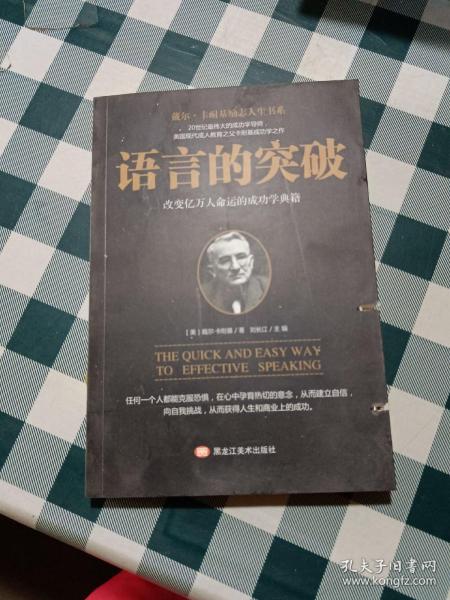 戴尔·卡耐基励志人生书系
20世纪最伟大的成功学导师
美国现代成人教育之父卡耐基成功学之作
语言的突破
改变亿万人命运的成功学典籍
[美]戴尔·卡耐基/著 刘长江/主编
THE QUICK AND EASY WAY
TO EFFECTIVE SPEAKING
任何一个人都能克服恐惧，在心中孕育热切的意念，从而建立自信，
向自我挑战，从而获得人生和商业上的成功。
黑龙江美术出版社
孔夫子旧书网
www.kongfz.com